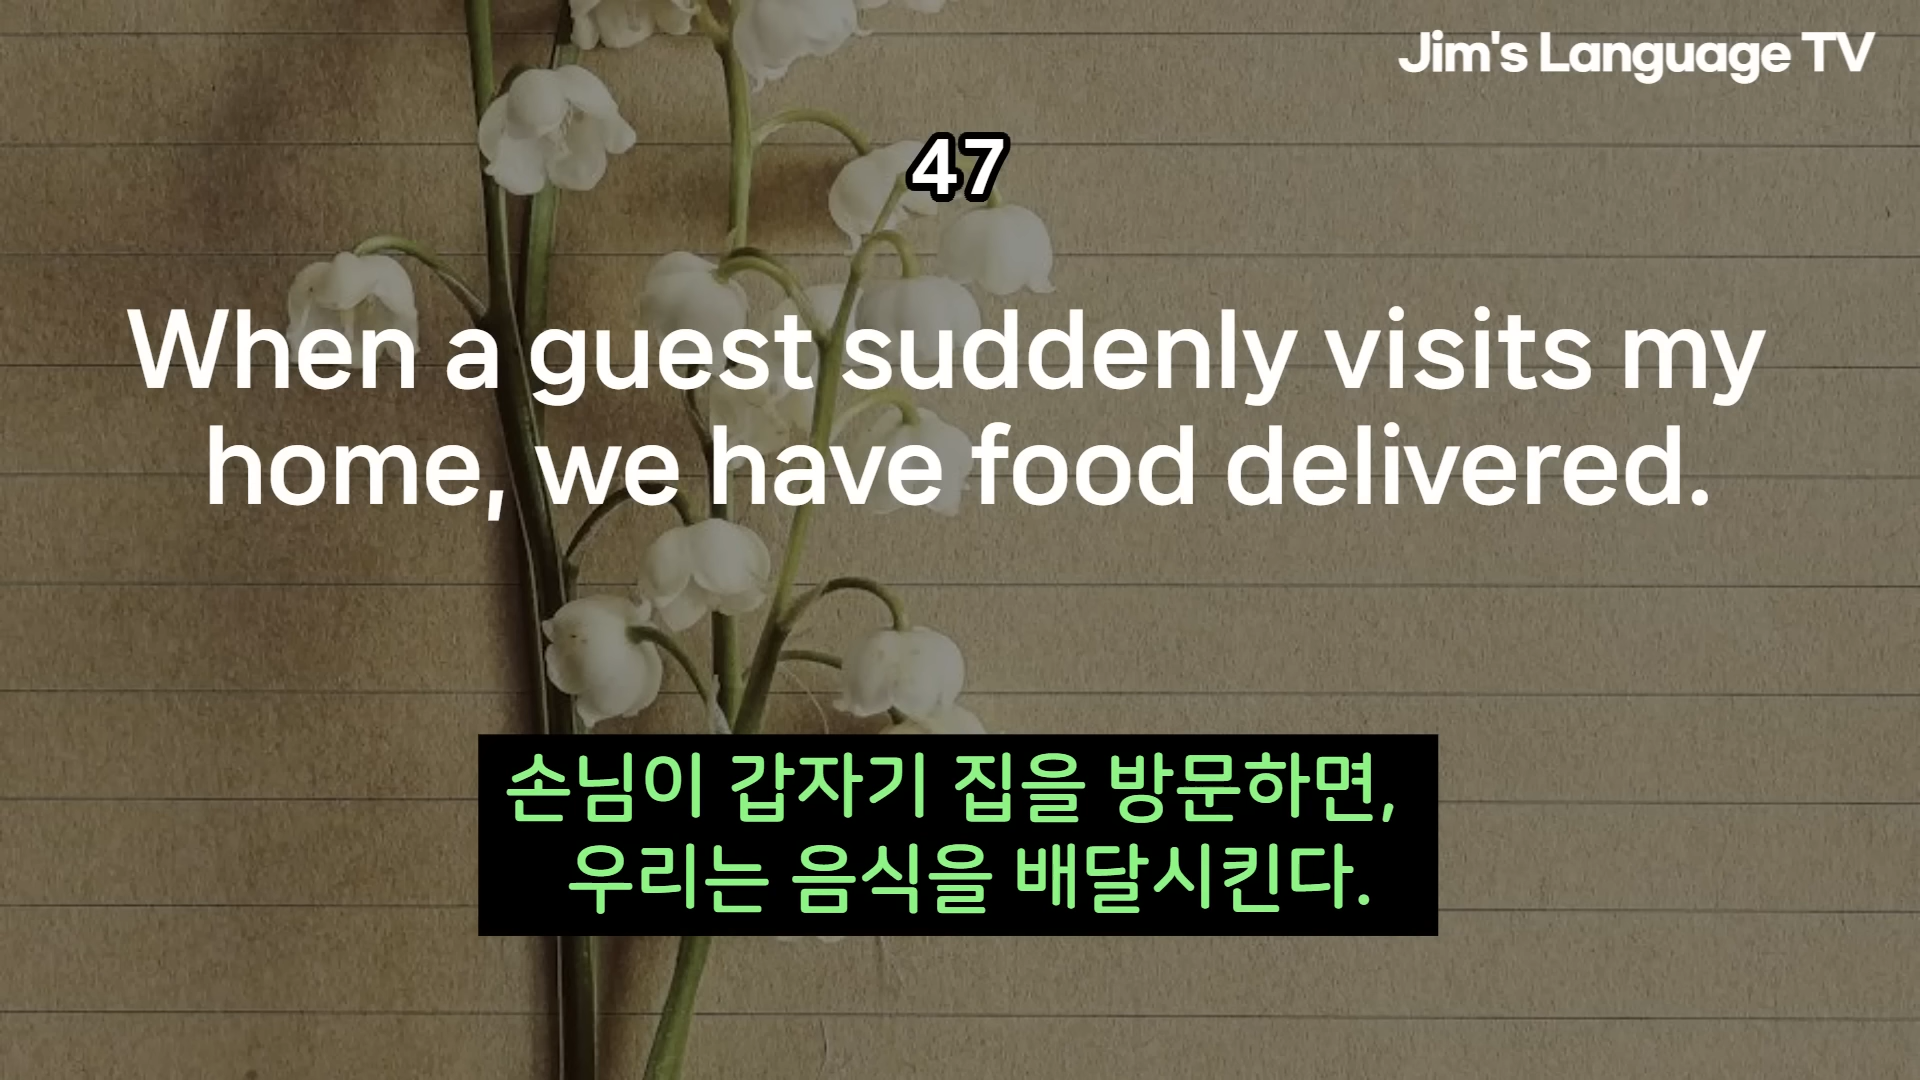 Jim's Language TV
47
When a guest suddenly visits my
home, we have food delivered.
손님이 갑자기 집을 방문하면,
우리는 음식을 배달시킨다.